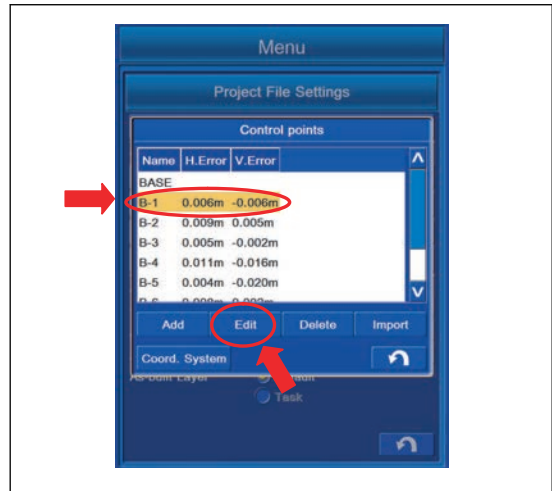 Menu
Project File Settings
Control points
Name H.Error V.Error
BASE
B-1 0.006m -0.006m
B-2 0.009m 0.005m
B-3 0.005m -0.002m
B-4 0.011m -0.016m
B-5 0.004m -0.020m
Add Edit Delete Import
Coord. System
Task